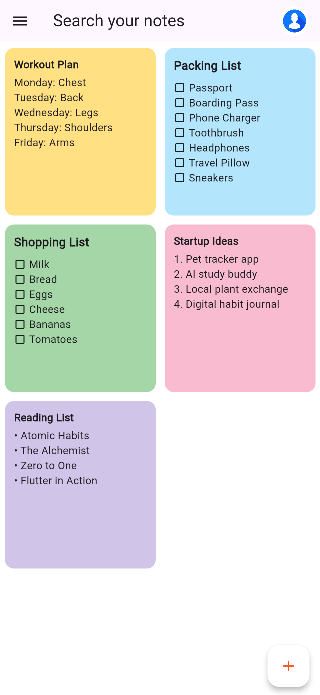 Search your notes
Workout Plan
Monday: Chest
Tuesday: Back
Wednesday: Legs
Thursday: Shoulders
Friday: Arms
Packing List
Passport
Boarding Pass
Phone Charger
Toothbrush
Headphones
Travel Pillow
Sneakers
Shopping List
Milk
Bread
Eggs
Cheese
Bananas
Tomatoes
Startup Ideas
1. Pet tracker app
2. AI study buddy
3. Local plant exchange
4. Digital habit journal
Reading List
• Atomic Habits
• The Alchemist
• Zero to One
• Flutter in Action